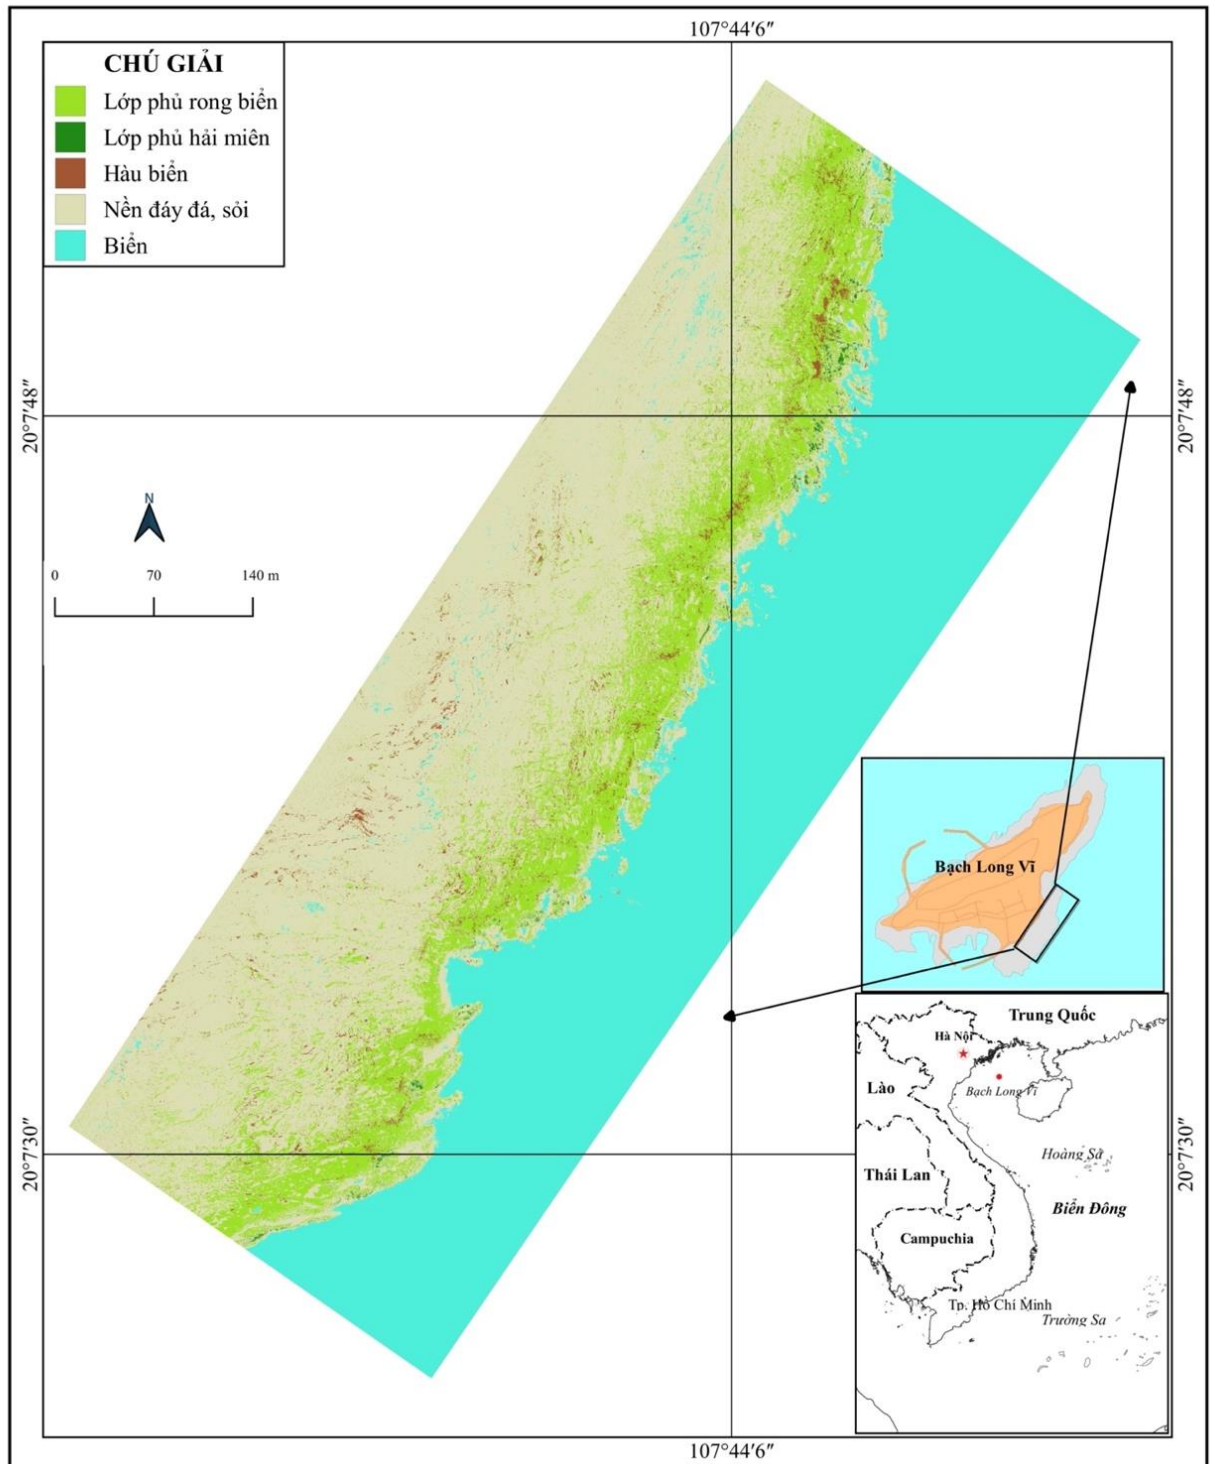 107°44′6″
CHÚ GIẢI
Lớp phủ rong biển
Lớp phủ hải miên
Hàu biển
Nền đáy đá, sỏi
Biển
20°7′48″
20°7′48″
N
0 70 140 m
Bạch Long Vĩ
Trung Quốc
Hà Nội
Lào
Bạch Long Vĩ
Hoàng Sa
Thái Lan
Biển Đông
Campuchia
Tp. Hồ Chí Minh
Trường Sa
20°7′30″
20°7′30″
107°44′6″